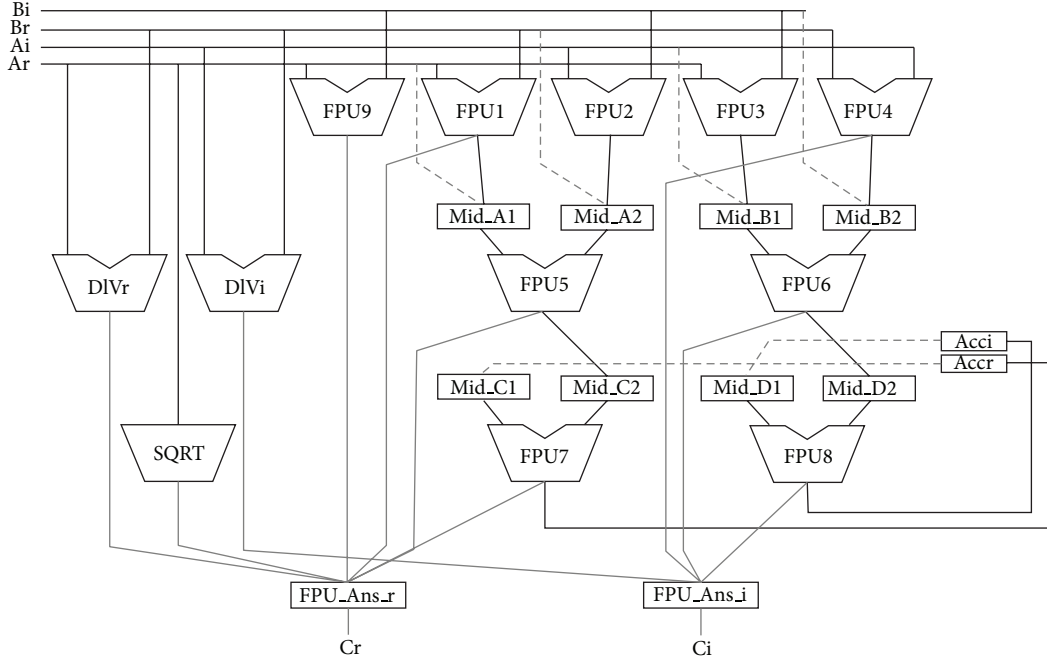 Bi
Br
Ai
Ar
FPU9
FPU1
FPU2
FPU3
FPU4
Mid_A1
Mid_A2
Mid_B1
Mid_B2
DlVr
DlVi
FPU5
FPU6
Acci
Accr
Mid_C1
Mid_C2
Mid_D1
Mid_D2
SQRT
FPU7
FPU8
FPU_Ans_r
FPU_Ans_i
Cr
Ci